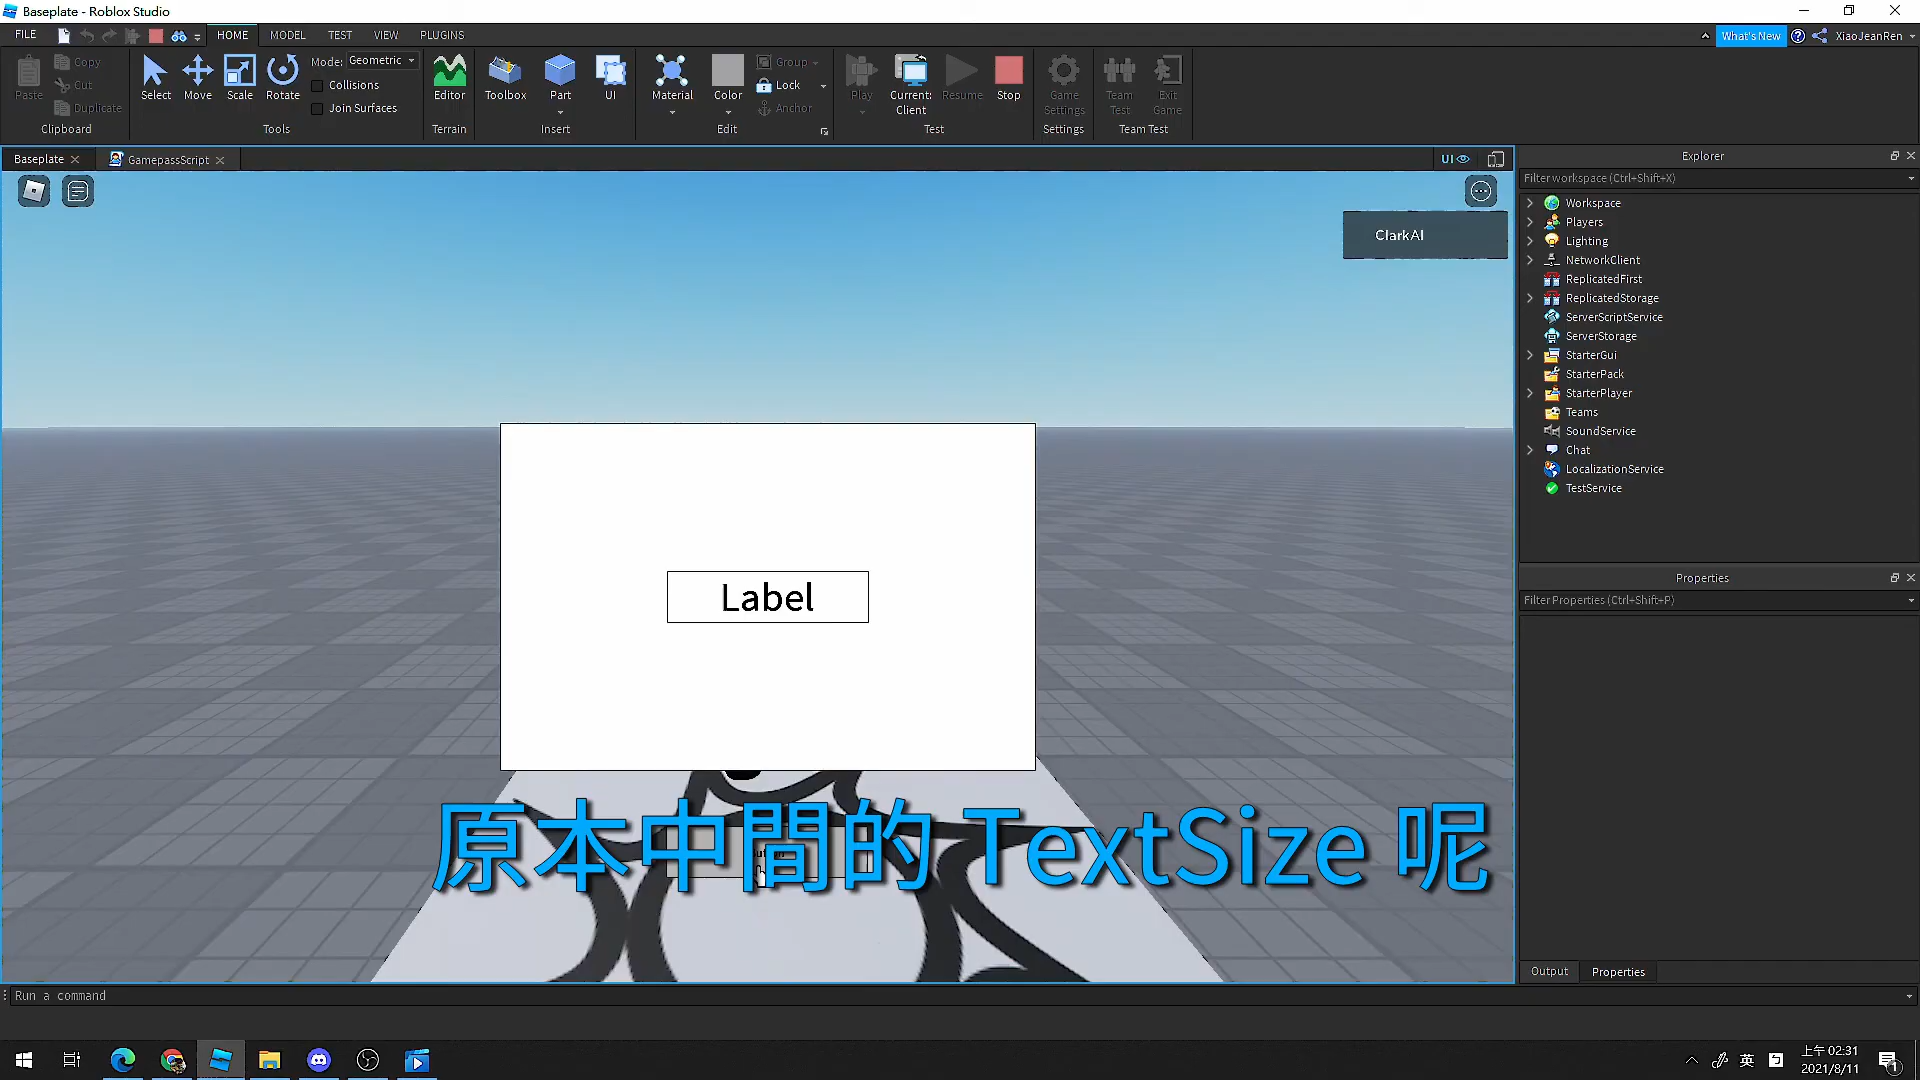 Baseplate - Roblox Studio
FILE
HOME
MODEL
TEST
VIEW
PLUGINS
What's New
XiaoJeanRen
Paste
Copy
Cut
Duplicate
Clipboard
Select
Move
Scale
Rotate
Mode: Geometric
Collisions
Join Surfaces
Tools
Editor
Terrain
Toolbox
Part
UI
Insert
Material
Color
Group
Lock
Anchor
Edit
Play
Current:
Client
Resume
Stop
Test
Game
Settings
Settings
Team
Test
Exit
Game
Team Test
Baseplate
GamepassScript
UI
ClarkAI
Label
原本中間的 TextSize 呢
Explorer
Filter workspace (Ctrl+Shift+X)
Workspace
Players
Lighting
NetworkClient
ReplicatedFirst
ReplicatedStorage
ServerScriptService
ServerStorage
StarterGui
StarterPack
StarterPlayer
Teams
SoundService
Chat
LocalizationService
TestService
Properties
Filter Properties (Ctrl+Shift+P)
Output
Properties
Run a command
英
上午 02:31
2021/8/11
1